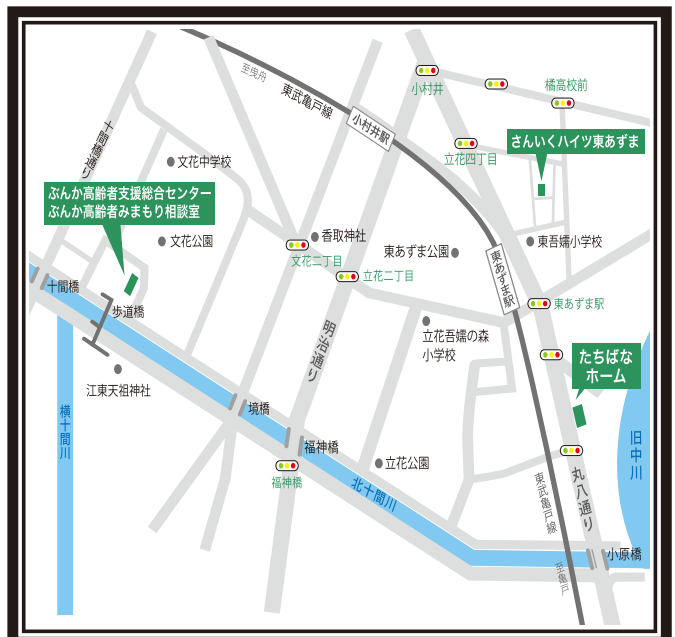 至曳舟
東武亀戸線
小村井
橘高校前
十間橋通り
小村井駅
さんいくハイツ東あずま
文花中学校
立花四丁目
ぶんか高齢者支援総合センター
ぶんか高齢者みまもり相談室
文花公園
香取神社
文花二丁目
東あずま公園
東吾嬬小学校
立花二丁目
十間橋
東あずま駅
東あずま駅
歩道橋
明治通り
立花吾嬬の森
小学校
たちばな
ホーム
江東天祖神社
横十間川
境橋
福神橋
福神橋
立花公園
北十間川
東武亀戸線
丸八通り
旧中川
至亀戸
小原橋